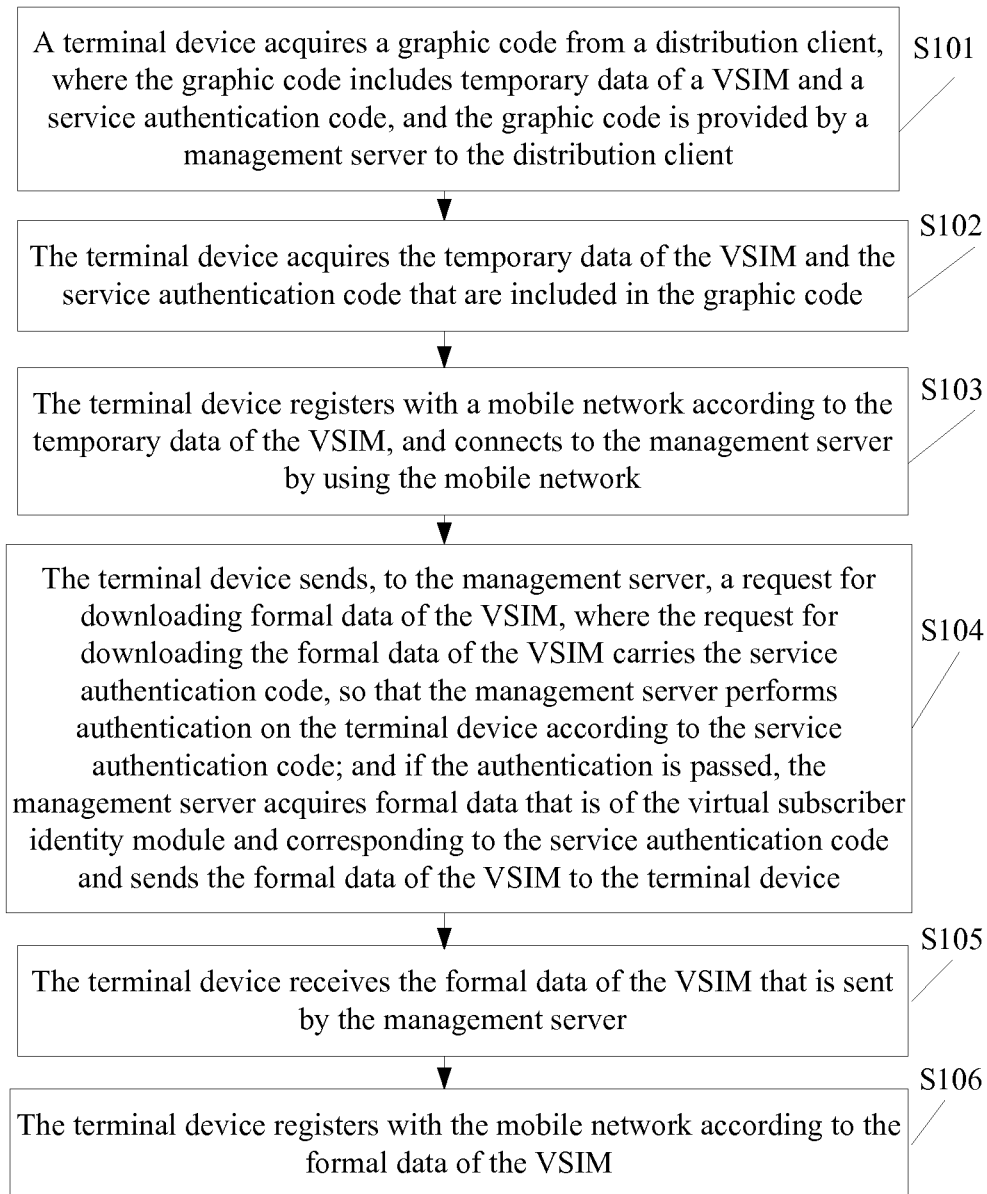 A terminal device acquires a graphic code from a distribution client,
where the graphic code includes temporary data of a VSIM and a
service authentication code, and the graphic code is provided by a
management server to the distribution client
S101
The terminal device acquires the temporary data of the VSIM and the
service authentication code that are included in the graphic code
S102
The terminal device registers with a mobile network according to the
temporary data of the VSIM, and connects to the management server
by using the mobile network
S103
The terminal device sends, to the management server, a request for
downloading formal data of the VSIM, where the request for
downloading the formal data of the VSIM carries the service
authentication code, so that the management server performs
authentication on the terminal device according to the service
authentication code; and if the authentication is passed, the
management server acquires formal data that is of the virtual subscriber
identity module and corresponding to the service authentication code
and sends the formal data of the VSIM to the terminal device
S104
The terminal device receives the formal data of the VSIM that is sent
by the management server
S105
The terminal device registers with the mobile network according to the
formal data of the VSIM
S106